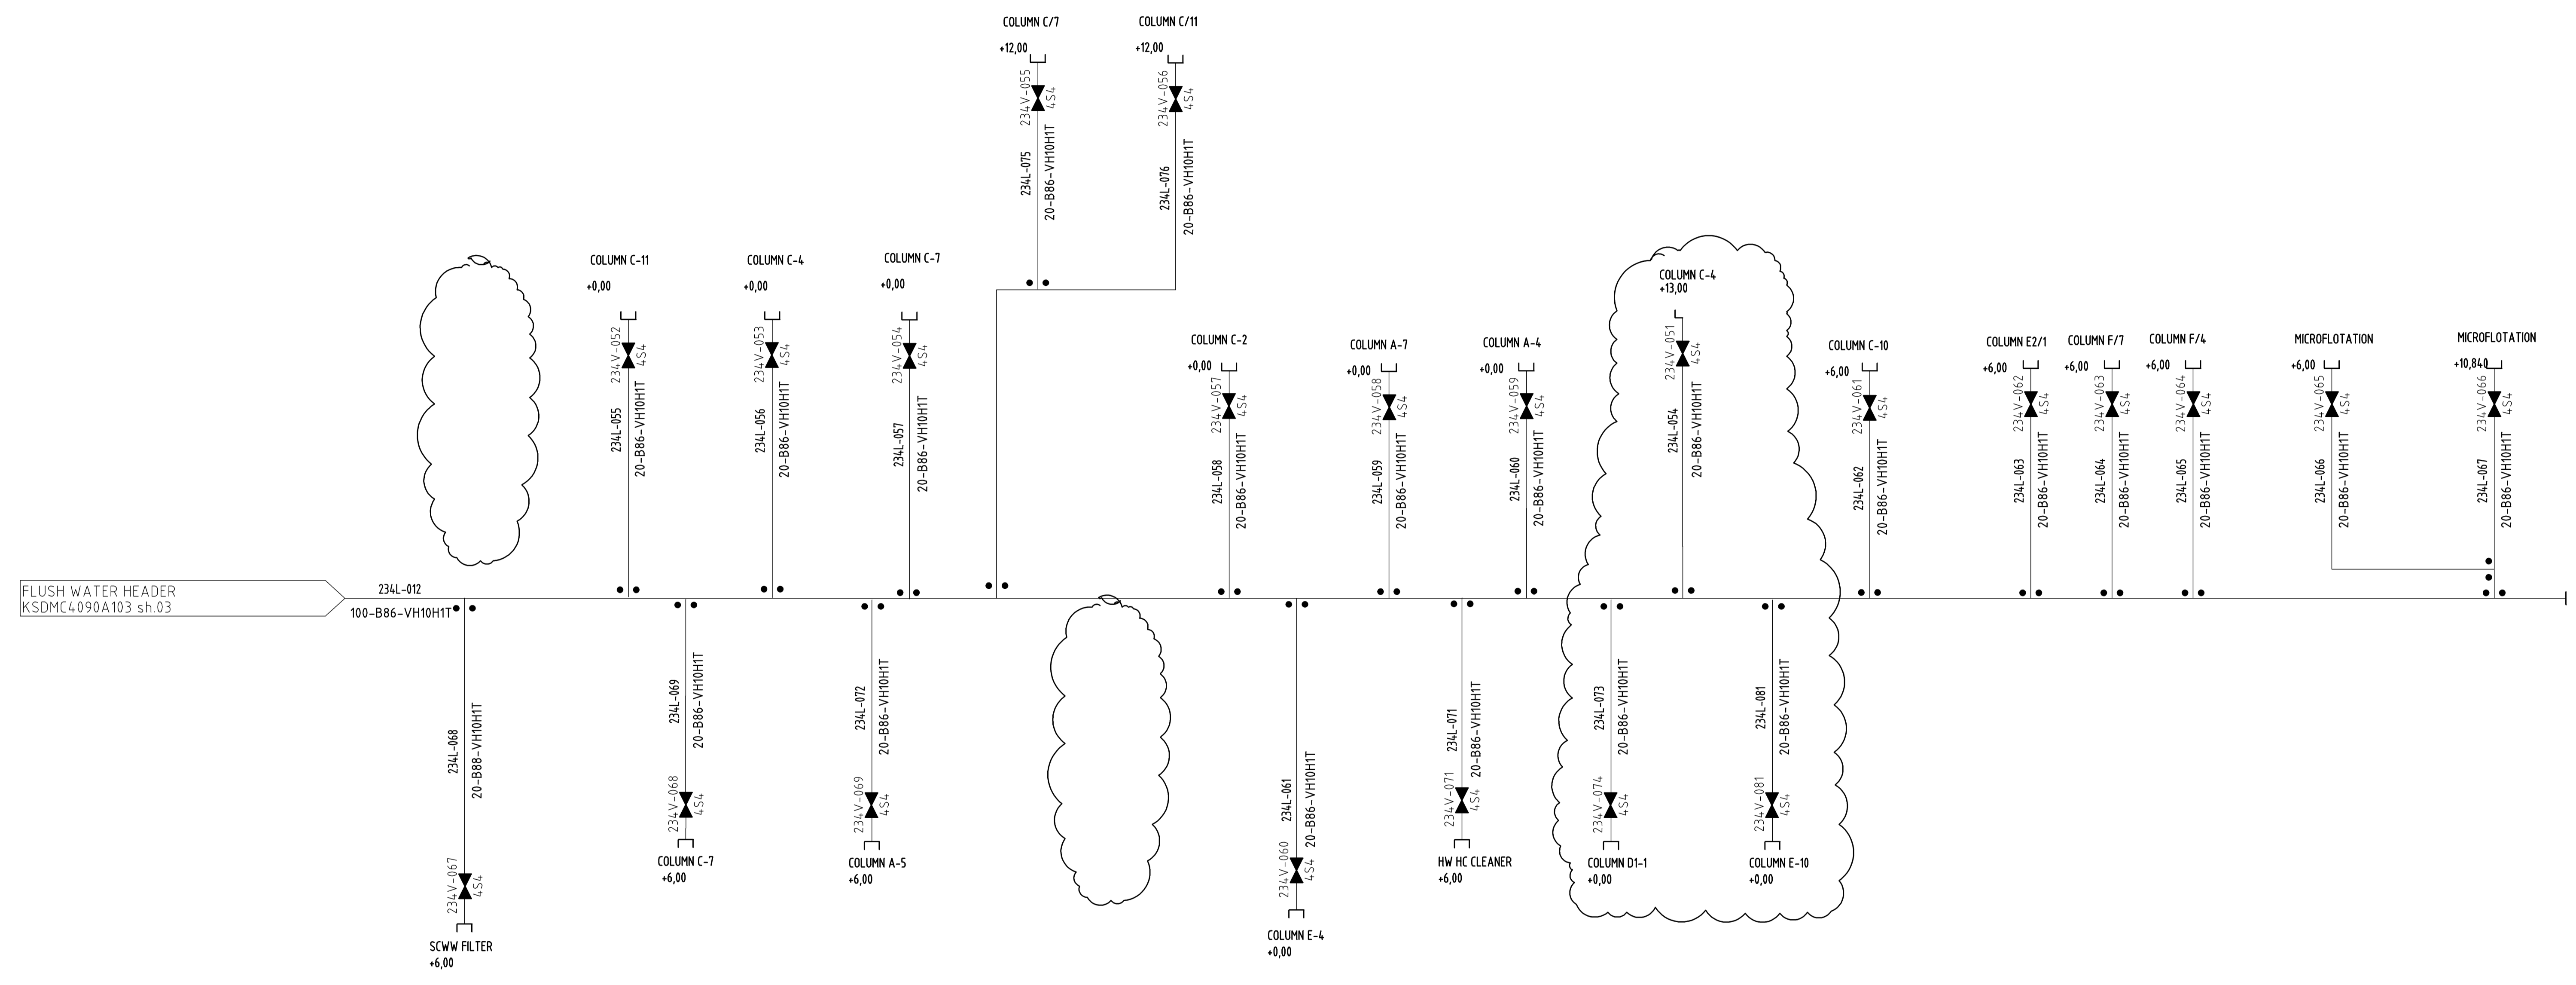 COLUMN C/7
+12,00
234V-055
4S4
234L-075
20-B86-VH10H1T
COLUMN C/11
+12,00
234V-056
4S4
234L-076
20-B86-VH10H1T
COLUMN C-11
+0,00
234V-052
4S4
234L-055
20-B86-VH10H1T
COLUMN C-4
+0,00
234V-053
4S4
234L-056
20-B86-VH10H1T
COLUMN C-7
+0,00
234V-054
4S4
234L-057
20-B86-VH10H1T
COLUMN C-2
+0,00
234V-057
4S4
234L-058
20-B86-VH10H1T
COLUMN A-7
+0,00
234V-058
4S4
234L-059
20-B86-VH10H1T
COLUMN A-4
+0,00
234V-059
4S4
234L-060
20-B86-VH10H1T
COLUMN C-4
+13,00
234V-051
4S4
234L-054
20-B86-VH10H1T
COLUMN C-10
+6,00
234V-061
4S4
234L-062
20-B86-VH10H1T
COLUMN E2/1
+6,00
234V-062
4S4
234L-063
20-B86-VH10H1T
COLUMN F/7
+6,00
234V-063
4S4
234L-064
20-B86-VH10H1T
COLUMN F/4
+6,00
234V-064
4S4
234L-065
20-B86-VH10H1T
MICROFLOTATION
+6,00
234V-065
4S4
234L-066
20-B86-VH10H1T
MICROFLOTATION
+10,840
234V-066
4S4
234L-067
20-B86-VH10H1T
FLUSH WATER HEADER
KSDMC4090A103 sh.03
234L-012
100-B86-VH10H1T
234L-068
20-B88-VH10H1T
234V-067
4S4
SCWW FILTER
+6,00
234L-069
20-B86-VH10H1T
234V-068
4S4
COLUMN C-7
+6,00
234L-072
20-B86-VH10H1T
234V-069
4S4
COLUMN A-5
+6,00
234L-061
20-B86-VH10H1T
234V-060
4S4
COLUMN E-4
+0,00
234L-071
20-B86-VH10H1T
234V-071
4S4
HW HC CLEANER
+6,00
234L-073
20-B86-VH10H1T
234V-074
4S4
COLUMN D1-1
+0,00
234L-081
20-B86-VH10H1T
234V-081
4S4
COLUMN E-10
+0,00